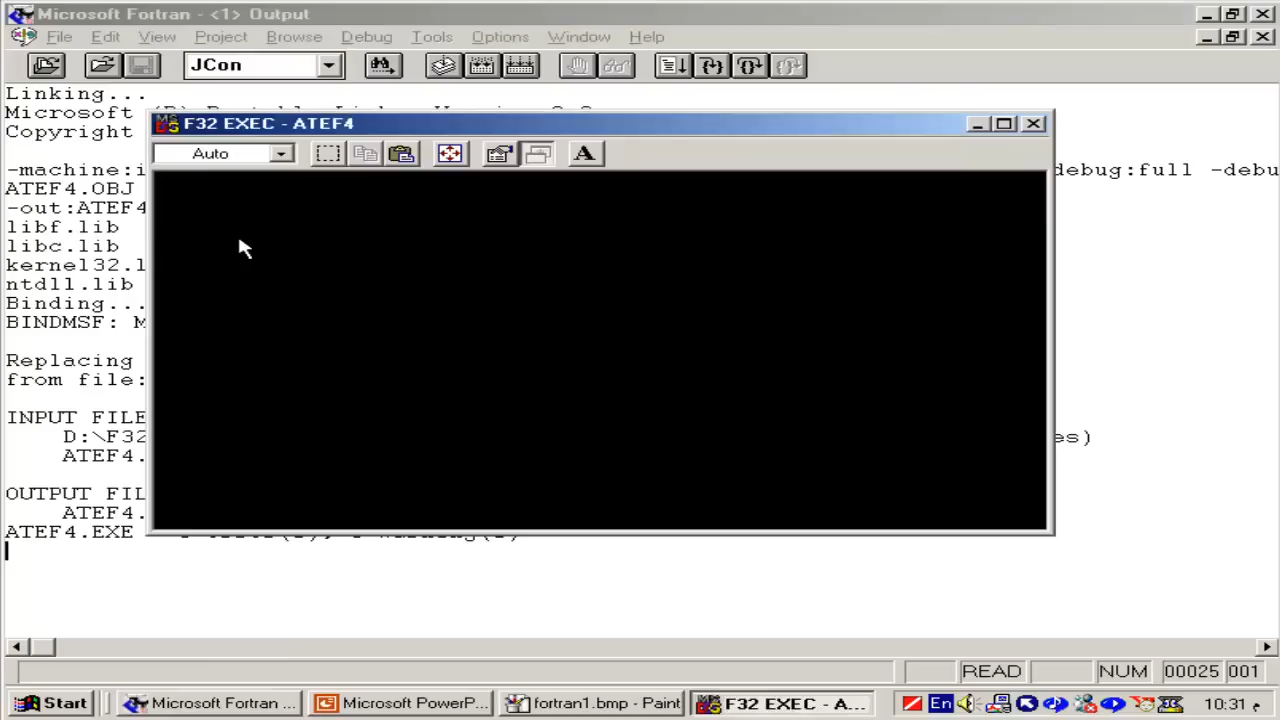 Microsoft Fortran - <1> Output
File Edit View Project Browse Debug Tools Options Window Help
JCon
Linking...
Microsoft
Copyright
F32 EXEC - ATEF4
Auto
A
-machine:i debug:full -debu
ATEF4.OBJ
-out:ATEF4
libf.lib
libc.lib
kernel32.l
ntdll.lib
Binding...
BINDMSF: M
Replacing
from file:
INPUT FILE
D:\F32 es)
ATEF4.
OUTPUT FIL
ATEF4.
ATEF4.EXE
READ NUM 00025 001
Start Microsoft Fortran ... Microsoft PowerP... fortran1.bmp - Paint F32 EXEC - A... En 10:31 م